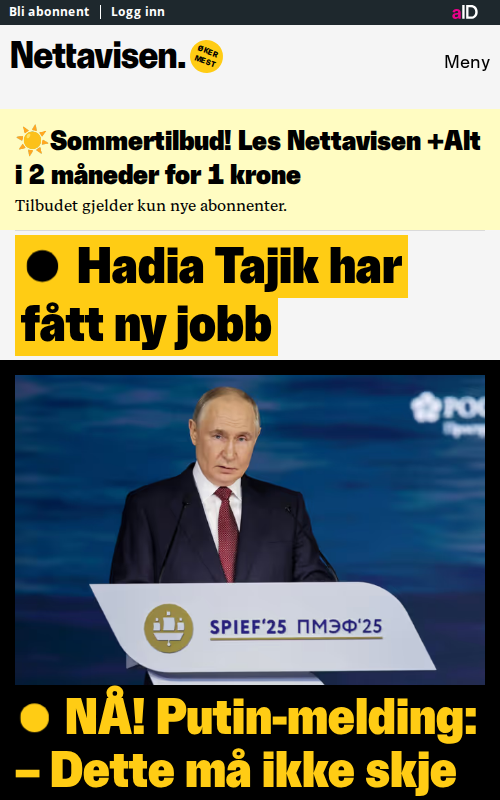 Bli abonnent | Logg inn
aID
Nettavisen.
ØKER
MEST
Meny
☀️Sommertilbud! Les Nettavisen +Alt
i 2 måneder for 1 krone
Tilbudet gjelder kun nye abonnenter.
● Hadia Tajik har
fått ny jobb
SPIEF'25 ПМЭФ'25
● NÅ! Putin-melding:
– Dette må ikke skje